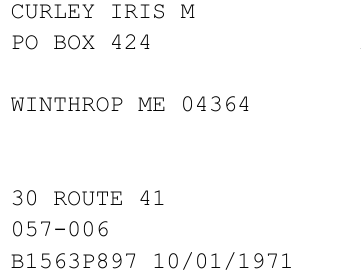 CURLEY IRIS M
PO BOX 424
WINTHROP ME 04364
30 ROUTE 41
057-006
B1563P897 10/01/1971